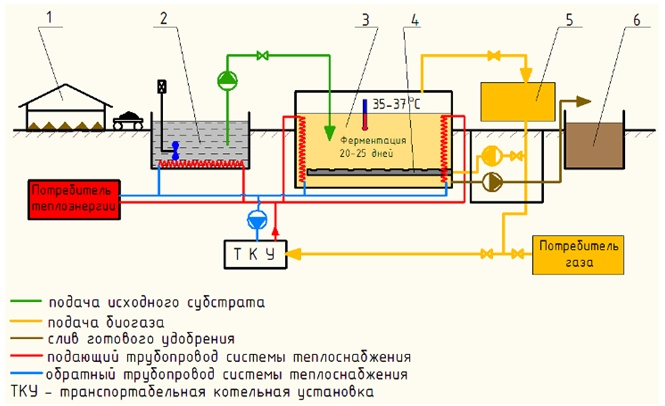 1
2
3
4
5
6
35-37 °C
Ферментация
20-25 дней
Потребитель
теплоэнергии
Т К У
Потребитель
газа
подача исходного субстрата
подача биогаза
слив готового удобрения
подающий трубопровод системы теплоснабжения
обратный трубопровод системы теплоснабжения
ТКУ - транспортабельная котельная установка